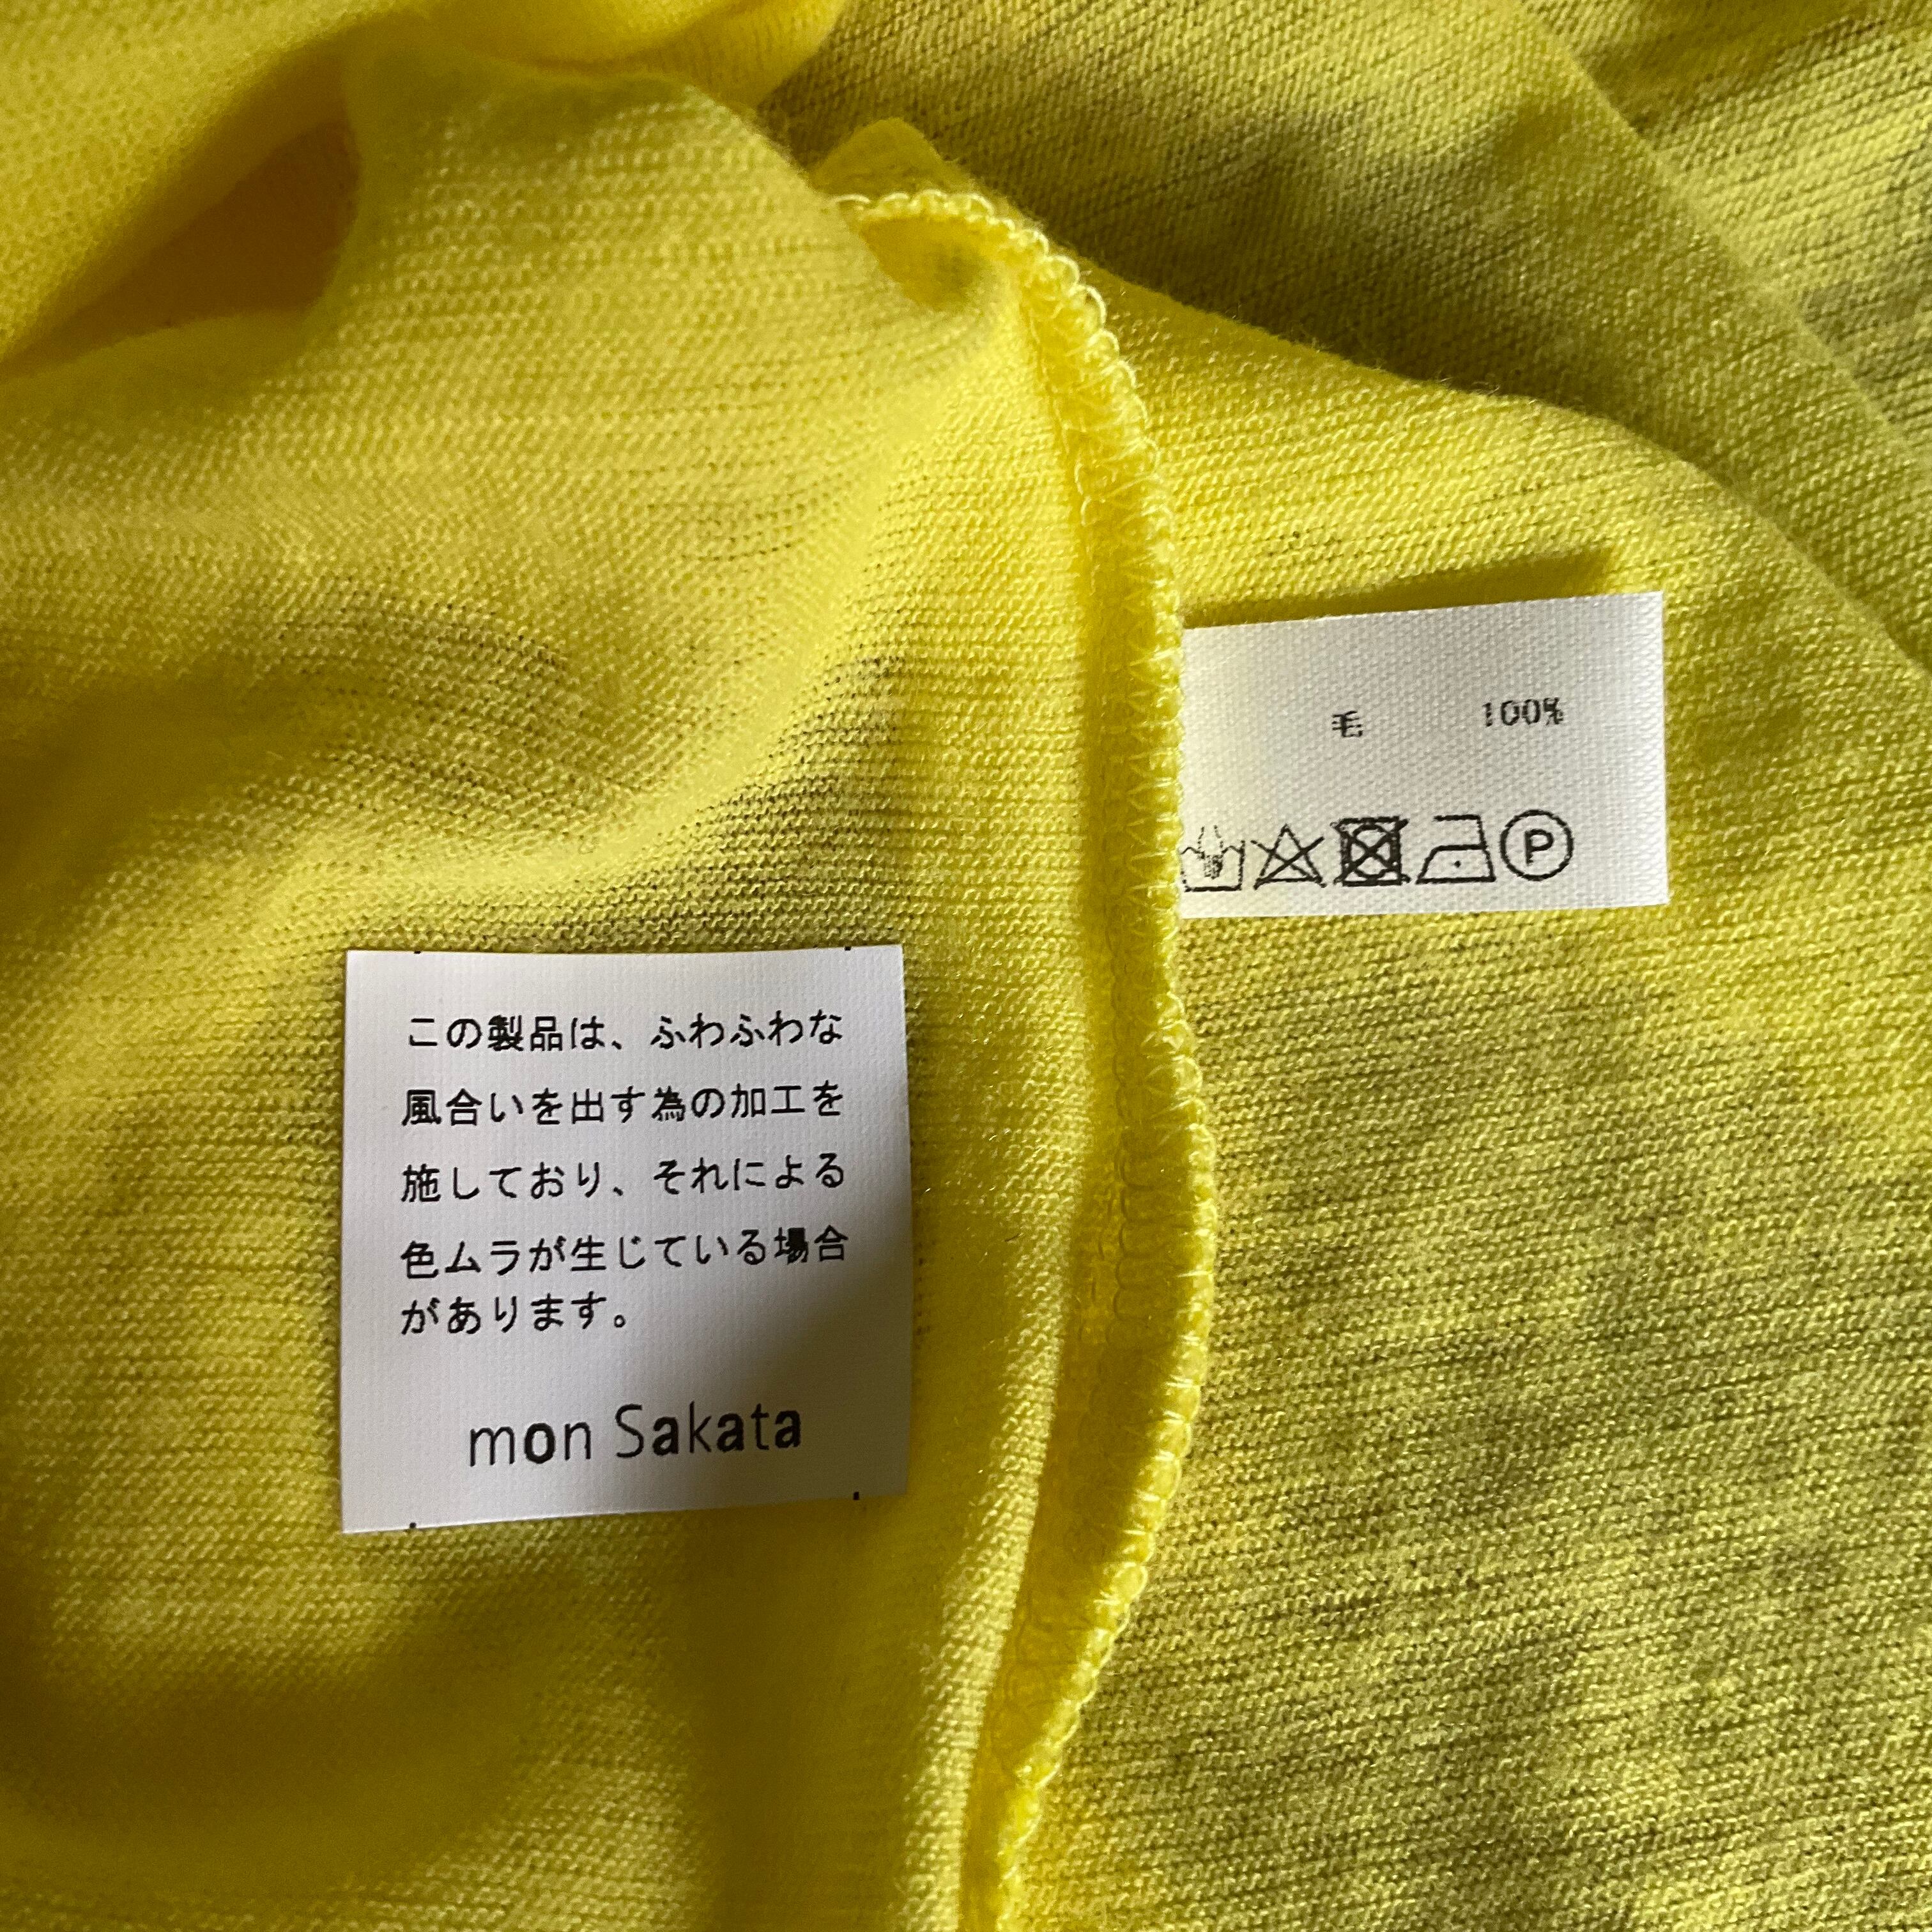 毛 100%
P
この製品は、ふわふわな
風合いを出す為の加工を
施しており、それによる
色ムラが生じている場合
があります。
mon Sakata